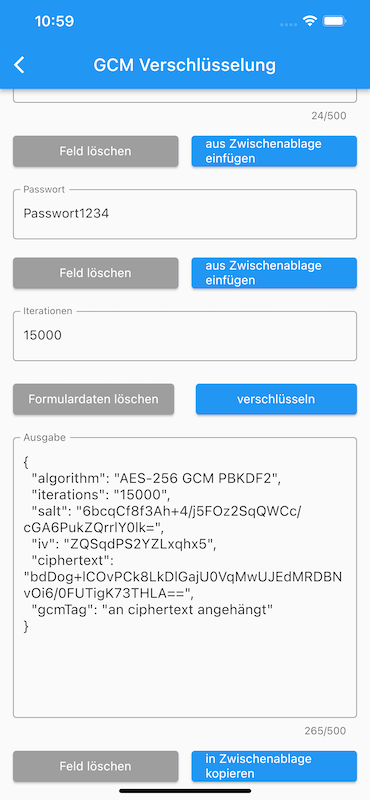 10:59
GCM Verschlüsselung
24/500
Feld löschen
aus Zwischenablage
einfügen
Passwort
Passwort1234
Feld löschen
aus Zwischenablage
einfügen
Iterationen
15000
Formulardaten löschen
verschlüsseln
Ausgabe
{
"algorithm": "AES-256 GCM PBKDF2",
"iterations": "15000",
"salt": "6bcqCf8f3Ah+4/j5FOz2SqQWCc/
cGA6PukZQrrlY0lk=",
"iv": "ZQSqdPS2YZLxqhx5",
"ciphertext":
"bdDog+lCOvPCk8LkDlGajU0VqMwUJEdMRDBN
vOi6/0FUTigK73THLA==",
"gcmTag": "an ciphertext angehängt"
}
265/500
Feld löschen
in Zwischenablage
kopieren